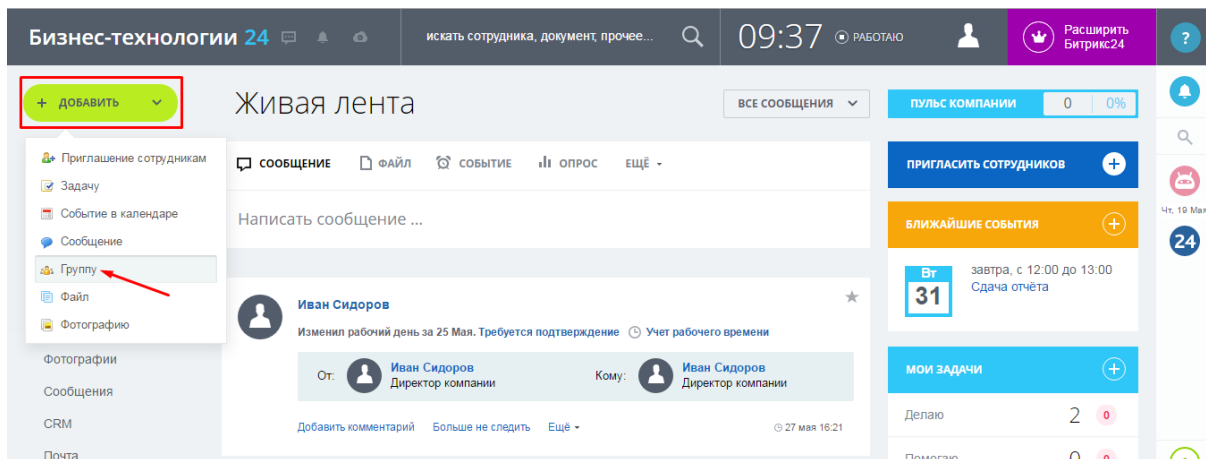 Бизнес-технологии 24
искать сотрудника, документ, прочее...
09:37
РАБОТАЮ
Расширить
Битрикс24
?
+ ДОБАВИТЬ
Приглашение сотрудникам
Задачу
Событие в календаре
Сообщение
Группу
Файл
Фотографию
Фотографии
Сообщения
CRM
Почта
Живая лента
ВСЕ СООБЩЕНИЯ
СООБЩЕНИЕ ФАЙЛ СОБЫТИЕ ОПРОС ЕЩЁ
Написать сообщение ...
Иван Сидоров
Изменил рабочий день за 25 Мая. Требуется подтверждение Учет рабочего времени
От: Иван Сидоров
Директор компании
Кому: Иван Сидоров
Директор компании
Добавить комментарий Больше не следить Ещё
27 мая 16:21
ПУЛЬС КОМПАНИИ 0 0%
ПРИГЛАСИТЬ СОТРУДНИКОВ
БЛИЖАЙШИЕ СОБЫТИЯ
Вт
31
завтра, с 12:00 до 13:00
Сдача отчёта
МОИ ЗАДАЧИ
Делаю 2 0
Помогаю 0 0
Чт, 19 Мая
24